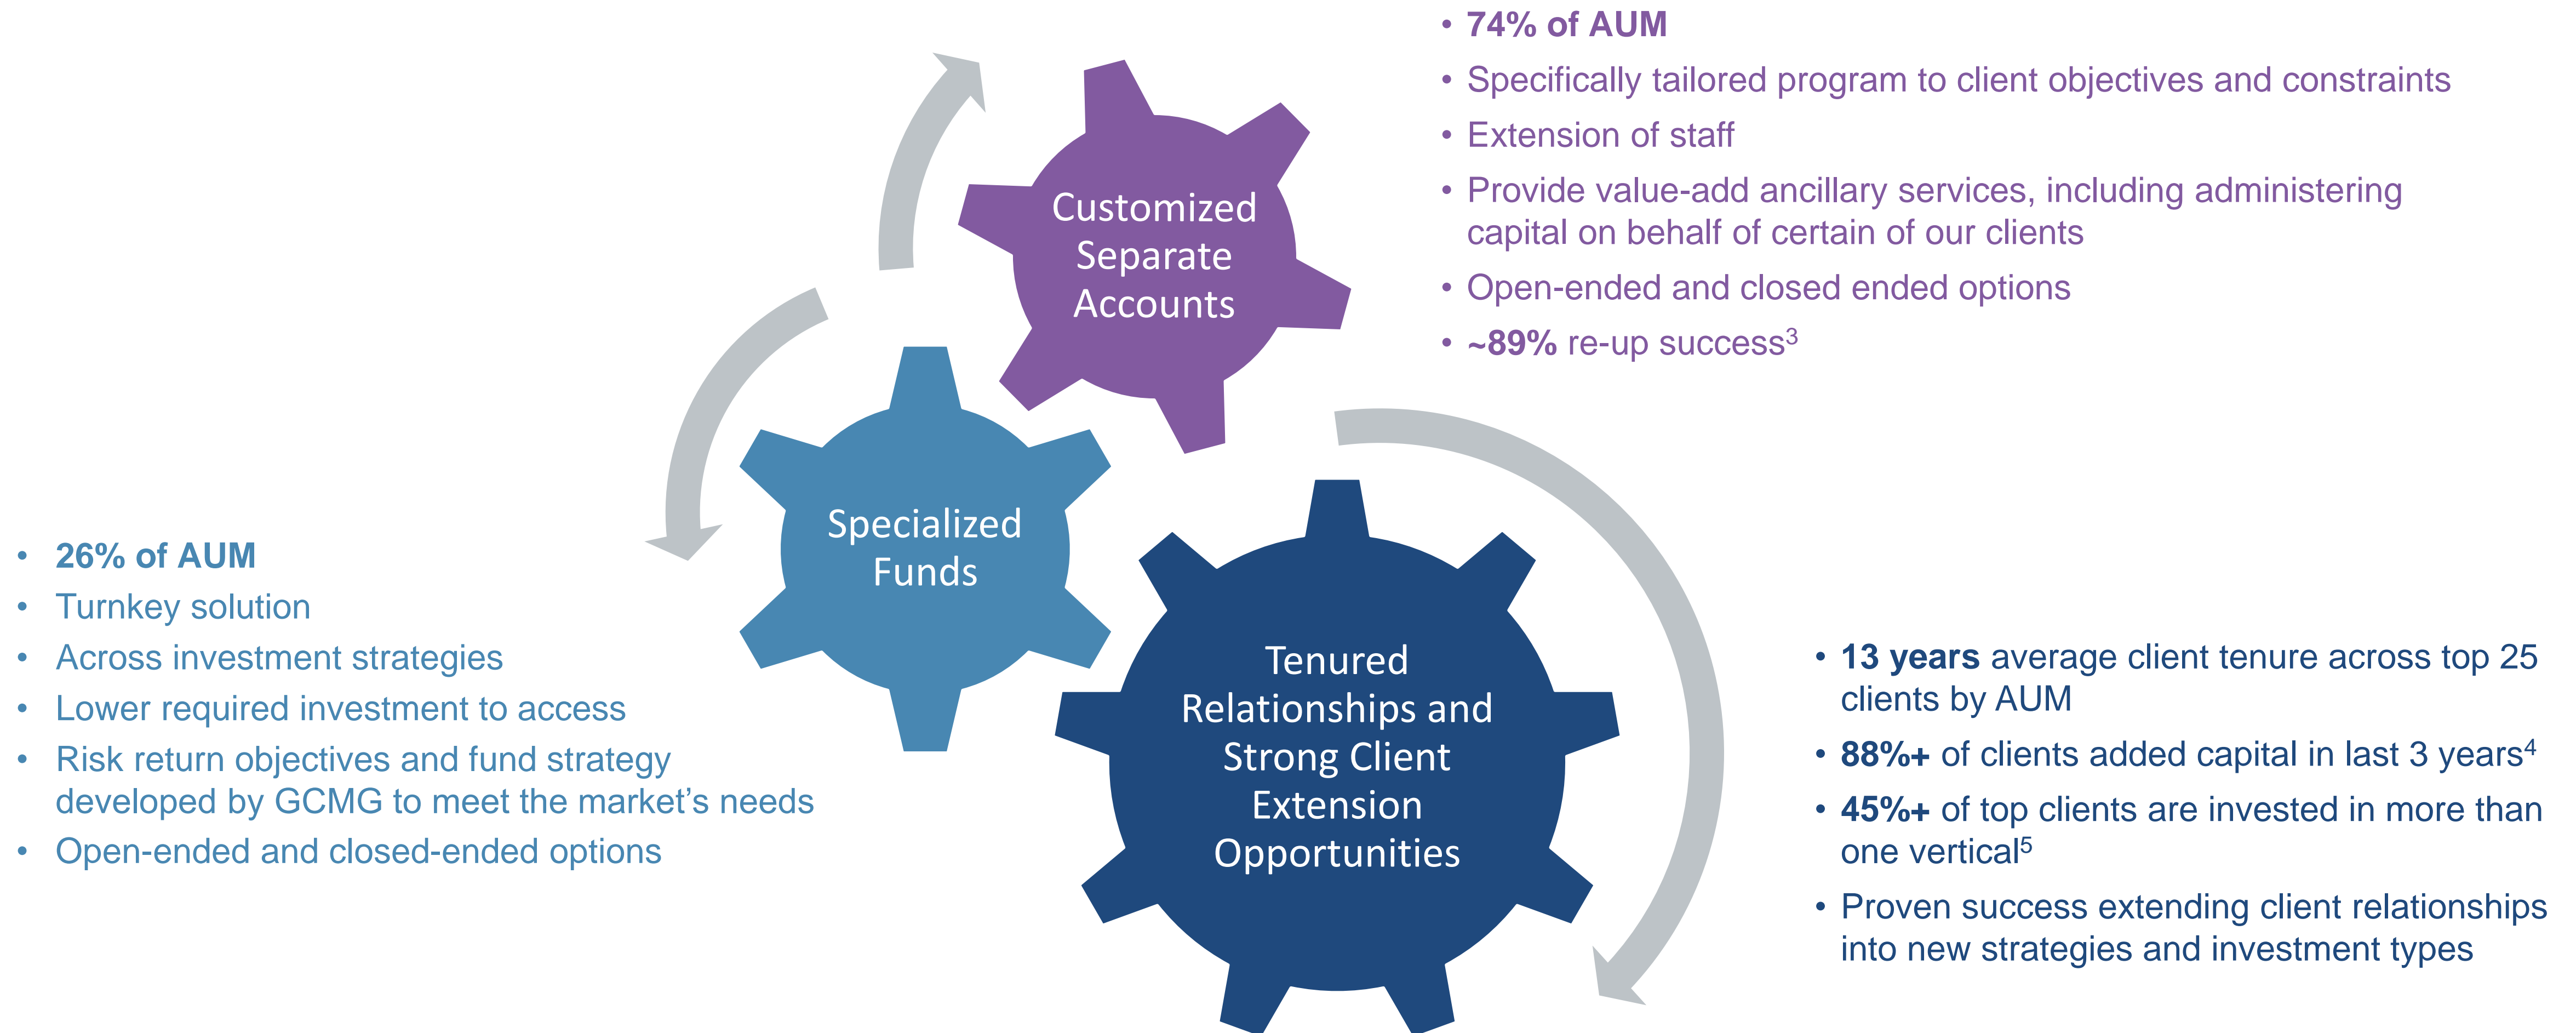 • 74% of AUM
• Specifically tailored program to client objectives and constraints
• Extension of staff
• Provide value-add ancillary services, including administering
capital on behalf of certain of our clients
• Open-ended and closed ended options
• ~89% re-up success³
Customized
Separate
Accounts
Specialized
Funds
• 26% of AUM
• Turnkey solution
• Across investment strategies
• Lower required investment to access
• Risk return objectives and fund strategy
developed by GCMG to meet the market’s needs
• Open-ended and closed-ended options
Tenured
Relationships and
Strong Client
Extension
Opportunities
• 13 years average client tenure across top 25
clients by AUM
• 88%+ of clients added capital in last 3 years⁴
• 45%+ of top clients are invested in more than
one vertical⁵
• Proven success extending client relationships
into new strategies and investment types